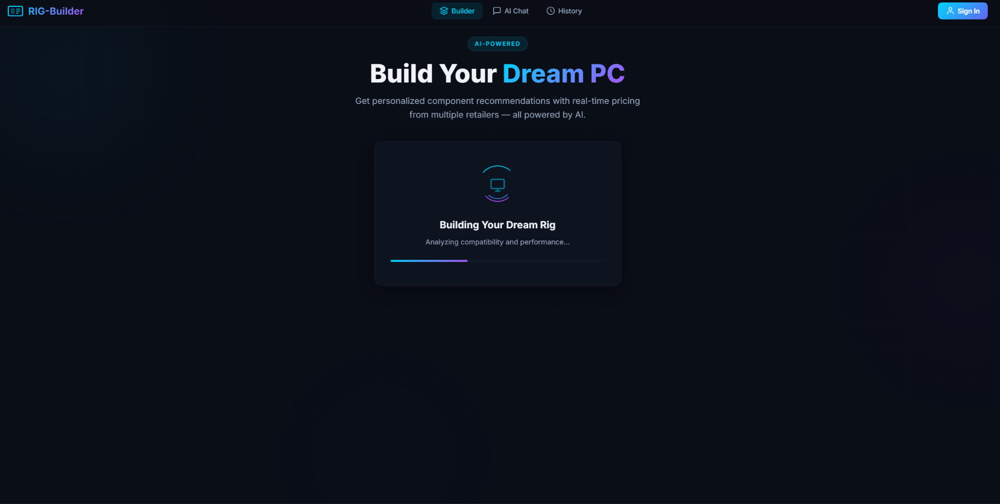 RIG-Builder
Builder
AI Chat
History
Sign In
AI-POWERED
Build Your Dream PC
Get personalized component recommendations with real-time pricing
from multiple retailers — all powered by AI.
Building Your Dream Rig
Analyzing compatibility and performance...